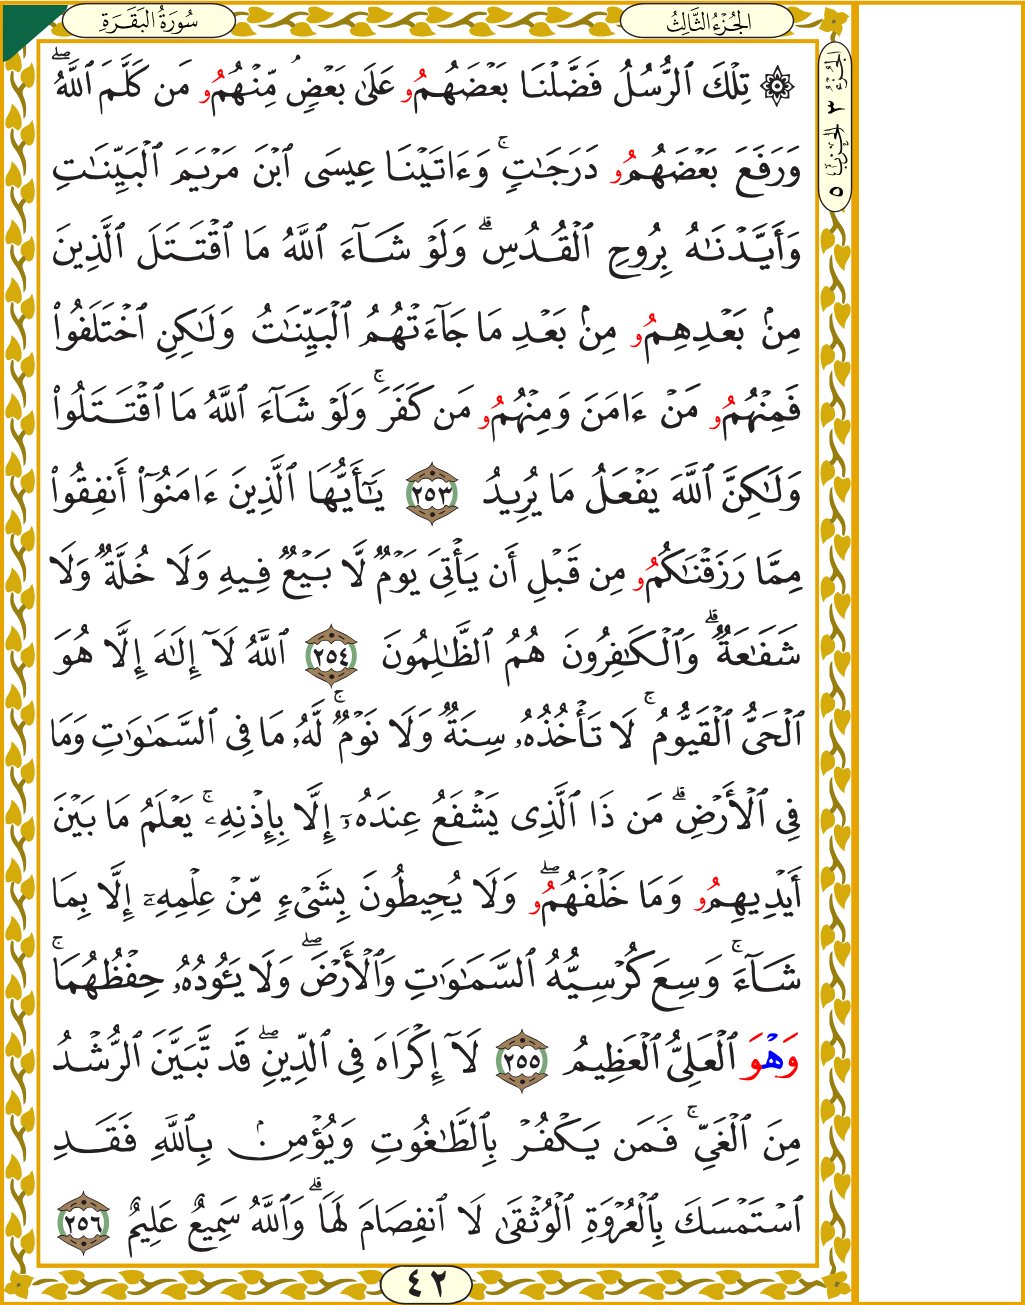 سُورَةُ البَقَرَةِ
الجُزْءُ الثَّالِثُ
الجُزْءُ ٣ الحِزْبُ ٥
۞ تِلْكَ ٱلرُّسُلُ فَضَّلْنَا بَعْضَهُمُۥ عَلَىٰ بَعْضٍۘ مِّنْهُمُۥ مَن كَلَّمَ ٱللَّهُۖ
وَرَفَعَ بَعْضَهُمُۥ دَرَجَٰتٍۚ وَءَاتَيْنَا عِيسَى ٱبْنَ مَرْيَمَ ٱلْبَيِّنَٰتِ
وَأَيَّدْنَٰهُ بِرُوحِ ٱلْقُدُسِۗ وَلَوْ شَآءَ ٱللَّهُ مَا ٱقْتَتَلَ ٱلَّذِينَ
مِنۢ بَعْدِهِمُۥ مِنۢ بَعْدِ مَا جَآءَتْهُمُ ٱلْبَيِّنَٰتُ وَلَٰكِنِ ٱخْتَلَفُوا۟
فَمِنْهُمُۥ مَنْ ءَامَنَ وَمِنْهُمُۥ مَن كَفَرَۚ وَلَوْ شَآءَ ٱللَّهُ مَا ٱقْتَتَلُوا۟
وَلَٰكِنَّ ٱللَّهَ يَفْعَلُ مَا يُرِيدُ ٢٥٣ يَٰٓأَيُّهَا ٱلَّذِينَ ءَامَنُوٓا۟ أَنفِقُوا۟
مِمَّا رَزَقْنَٰكُمُۥ مِن قَبْلِ أَن يَأْتِىَ يَوْمٌ لَّا بَيْعٌ فِيهِ وَلَا خُلَّةٌ وَلَا
شَفَٰعَةٌۗ وَٱلْكَٰفِرُونَ هُمُ ٱلظَّٰلِمُونَ ٢٥٤ ٱللَّهُ لَآ إِلَٰهَ إِلَّا هُوَ
ٱلْحَىُّ ٱلْقَيُّومُۚ لَا تَأْخُذُهُۥ سِنَةٌ وَلَا نَوْمٌۚ لَّهُۥ مَا فِى ٱلسَّمَٰوَٰتِ وَمَا
فِى ٱلْأَرْضِۗ مَن ذَا ٱلَّذِى يَشْفَعُ عِندَهُۥٓ إِلَّا بِإِذْنِهِۦۚ يَعْلَمُ مَا بَيْنَ
أَيْدِيهِمُۥ وَمَا خَلْفَهُمُۥۖ وَلَا يُحِيطُونَ بِشَىْءٍ مِّنْ عِلْمِهِۦٓ إِلَّا بِمَا
شَآءَۚ وَسِعَ كُرْسِيُّهُ ٱلسَّمَٰوَٰتِ وَٱلْأَرْضَۖ وَلَا يَـُٔودُهُۥ حِفْظُهُمَاۚ
وَهْوَ ٱلْعَلِىُّ ٱلْعَظِيمُ ٢٥٥ لَآ إِكْرَاهَ فِى ٱلدِّينِۖ قَد تَّبَيَّنَ ٱلرُّشْدُ
مِنَ ٱلْغَىِّۚ فَمَن يَكْفُرْ بِٱلطَّٰغُوتِ وَيُؤْمِنۢ بِٱللَّهِ فَقَدِ
ٱسْتَمْسَكَ بِٱلْعُرْوَةِ ٱلْوُثْقَىٰ لَا ٱنفِصَامَ لَهَاۗ وَٱللَّهُ سَمِيعٌ عَلِيمٌ ٢٥٦
٤٢